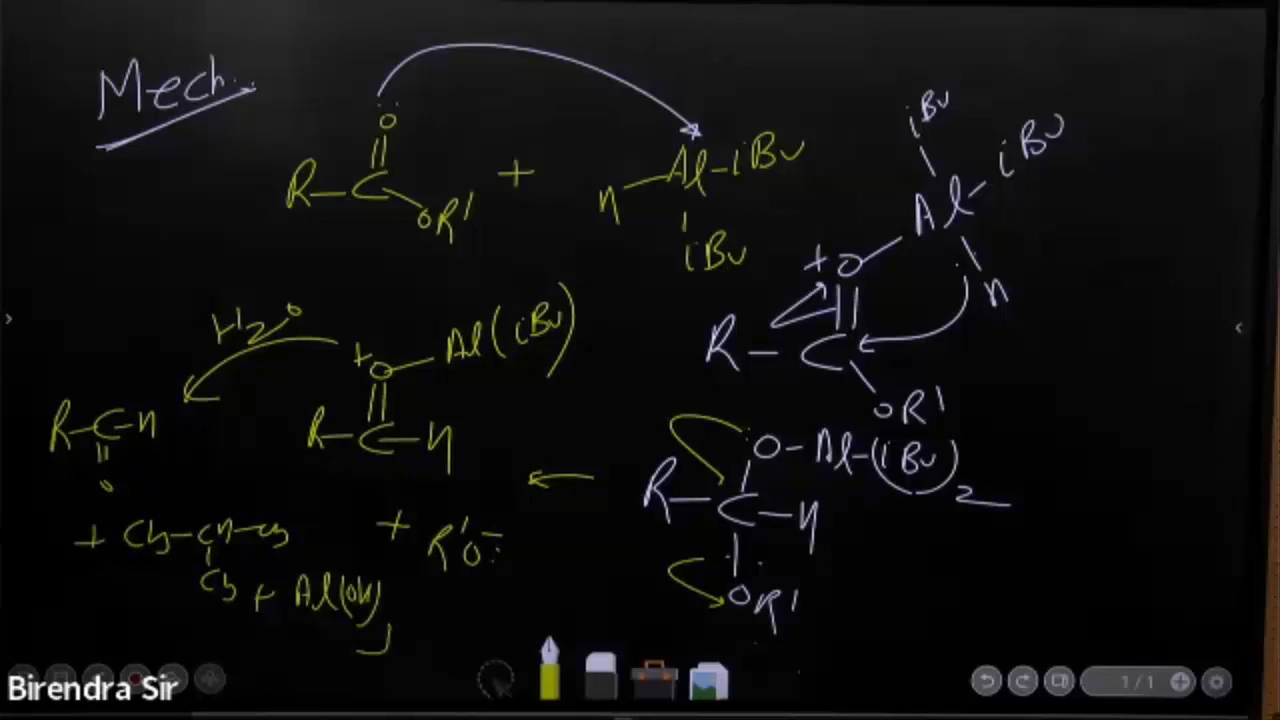 Mech.
O
R-C
OR'
+
H-Al-iBu
iBu
iBu
iBu
Al
+O
H
R-C
OR'
H2O
+O-Al(iBu)
R-C-H
+ R'O-
O-Al-(iBu)2
R-C-H
OR'
R-C-H
O
+ CH3-CH-CH3
CH3 + Al(OH)3
1/1
Birendra Sir